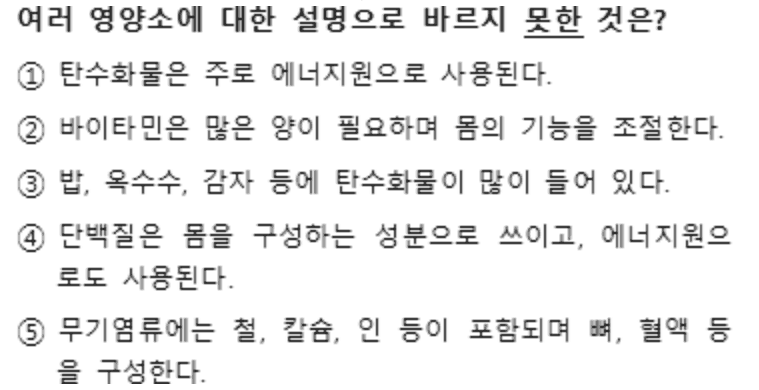 여러 영양소에 대한 설명으로 바르지 못한 것은?
① 탄수화물은 주로 에너지원으로 사용된다.
② 바이타민은 많은 양이 필요하며 몸의 기능을 조절한다.
③ 밥, 옥수수, 감자 등에 탄수화물이 많이 들어 있다.
④ 단백질은 몸을 구성하는 성분으로 쓰이고, 에너지원으
로도 사용된다.
⑤ 무기염류에는 철, 칼슘, 인 등이 포함되며 뼈, 혈액 등
을 구성한다.